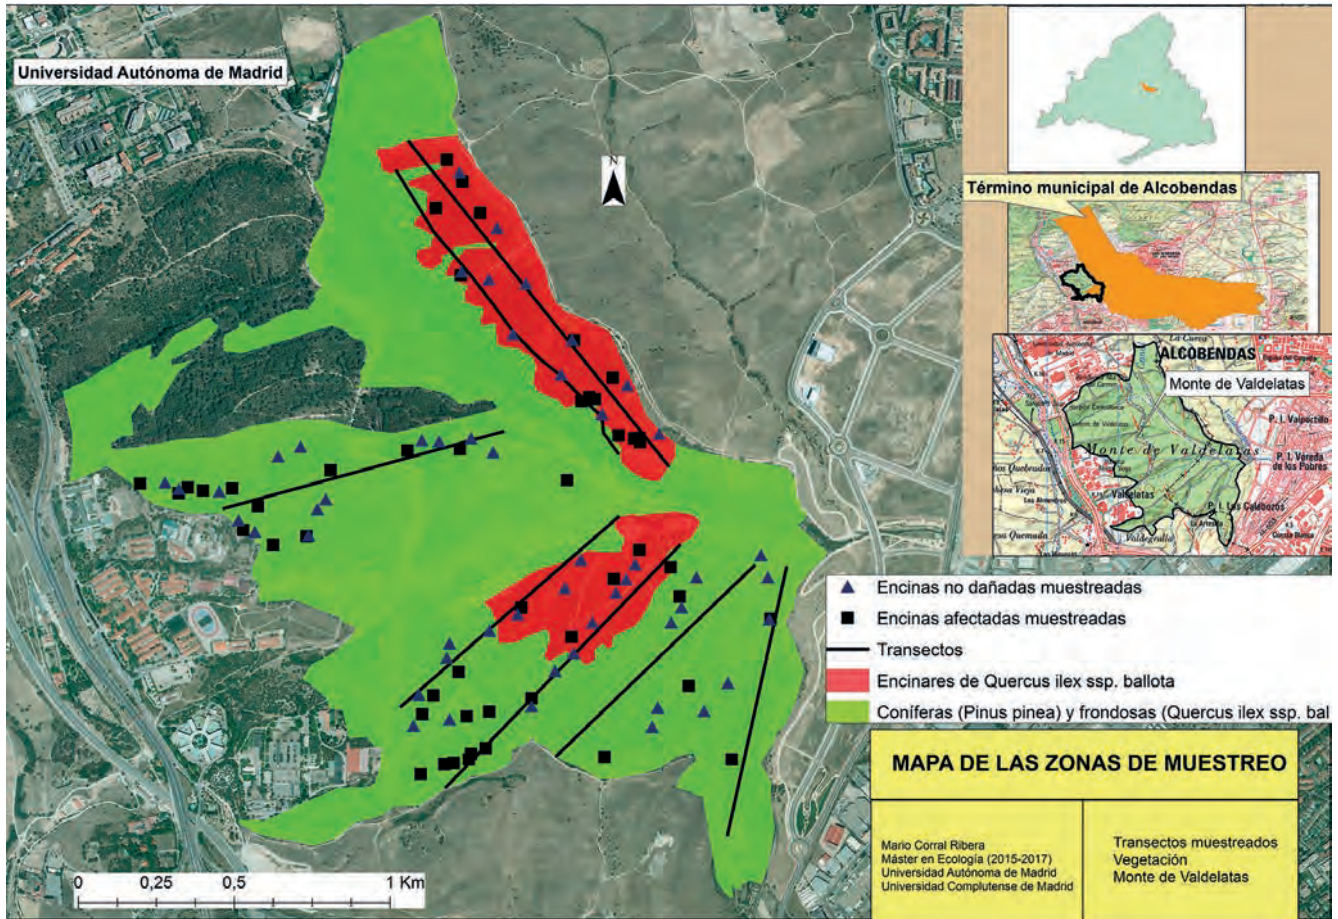 Universidad Autónoma de Madrid
N
Término municipal de Alcobendas
ALCOBENDAS
Monte de Valdelatas
Monte de Valdelatas
Valdelatas
P. I. Valportillo
P. I. Vereda
de los Pobres
Encinas no dañadas muestreadas
Encinas afectadas muestreadas
Transectos
Encinares de Quercus ilex ssp. ballota
Coníferas (Pinus pinea) y frondosas (Quercus ilex ssp. bal
MAPA DE LAS ZONAS DE MUESTREO
Mario Corral Ribera
Máster en Ecología (2015-2017)
Universidad Autónoma de Madrid
Universidad Complutense de Madrid
Transectos muestreados
Vegetación
Monte de Valdelatas
0 0,25 0,5 1 Km